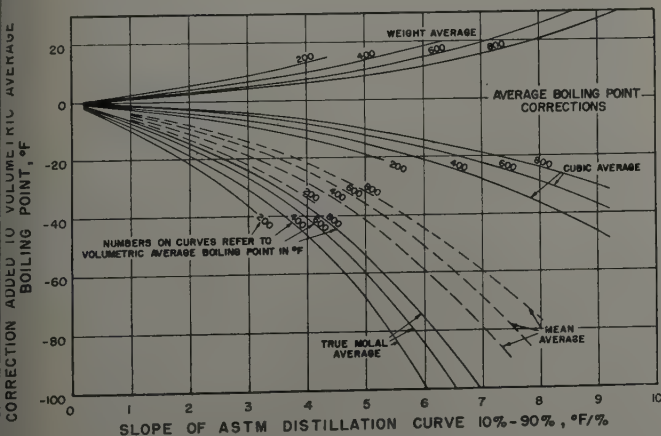 CORRECTION ADDED TO VOLUMETRIC AVERAGE
BOILING POINT, °F
20
0
-20
-40
-60
-80
-100
WEIGHT AVERAGE
200
400
600
800
AVERAGE BOILING POINT
CORRECTIONS
200
400
600
800
CUBIC AVERAGE
200
400
600
800
200
400
600
800
NUMBERS ON CURVES REFER TO
VOLUMETRIC AVERAGE BOILING POINT IN °F
TRUE MOLAL
AVERAGE
MEAN
AVERAGE
0 1 2 3 4 5 6 7 8 9 10
SLOPE OF ASTM DISTILLATION CURVE 10%-90%, °F/%